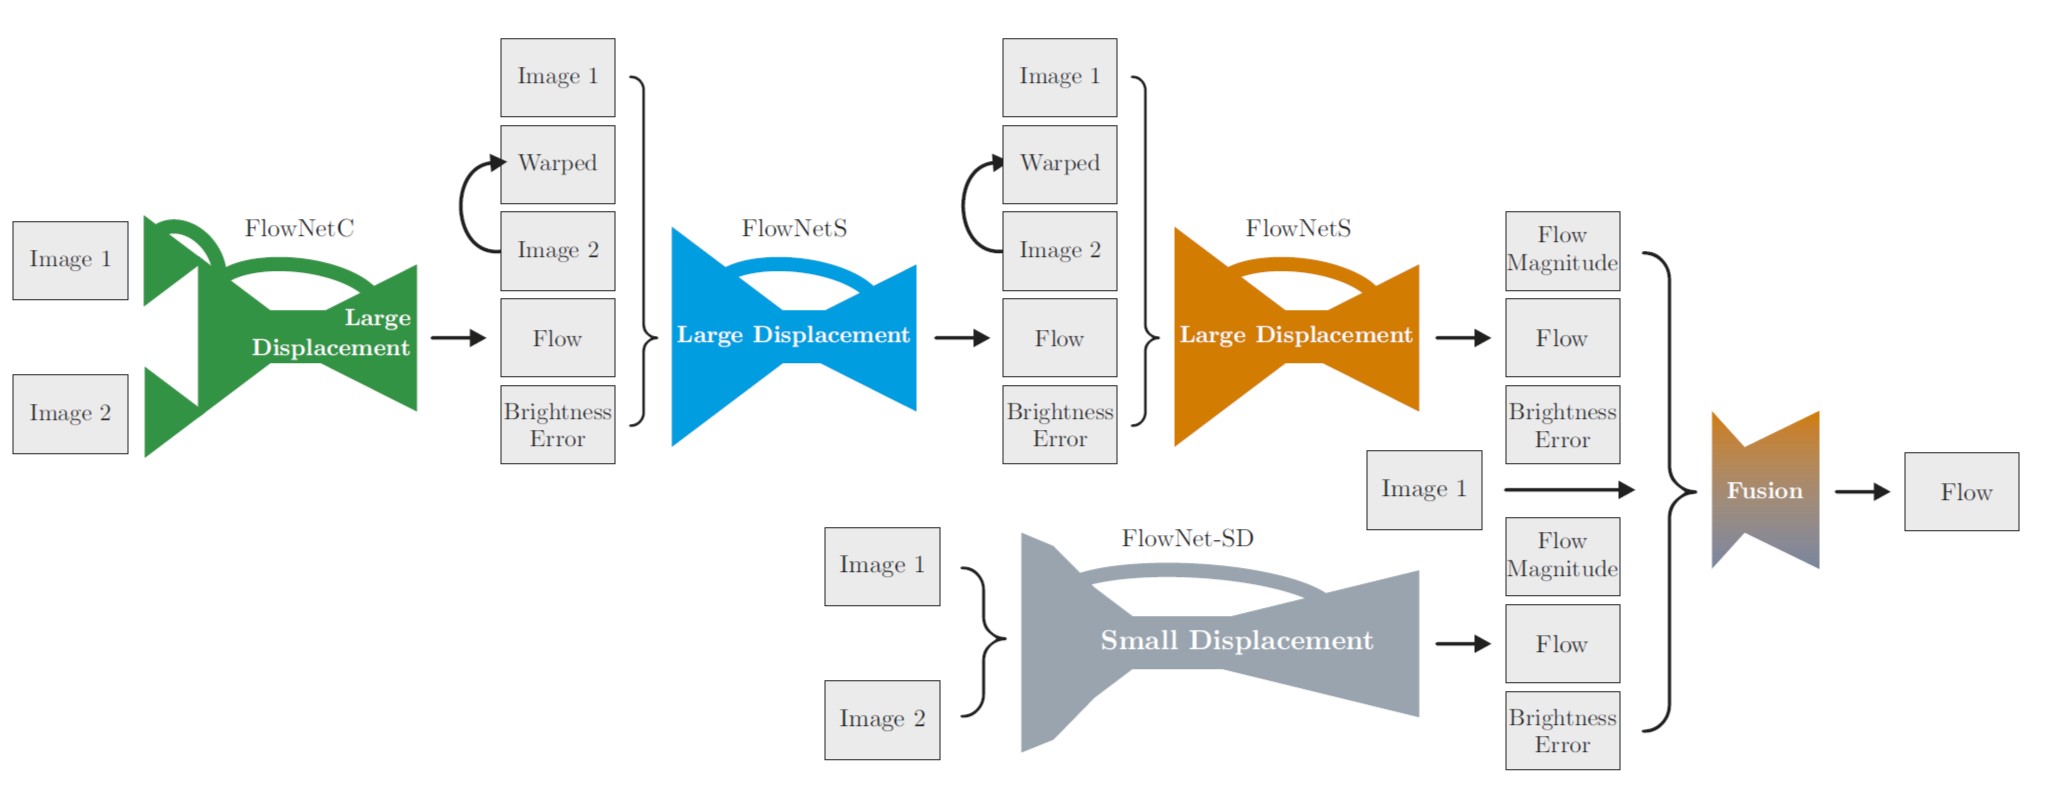 Image 1
Image 2
FlowNetC
Large
Displacement
Image 1
Warped
Image 2
Flow
Brightness
Error
FlowNetS
Large Displacement
Image 1
Warped
Image 2
Flow
Brightness
Error
FlowNetS
Large Displacement
Flow
Magnitude
Flow
Brightness
Error
Image 1
Image 1
Image 2
FlowNet-SD
Small Displacement
Flow
Magnitude
Flow
Brightness
Error
Fusion
Flow